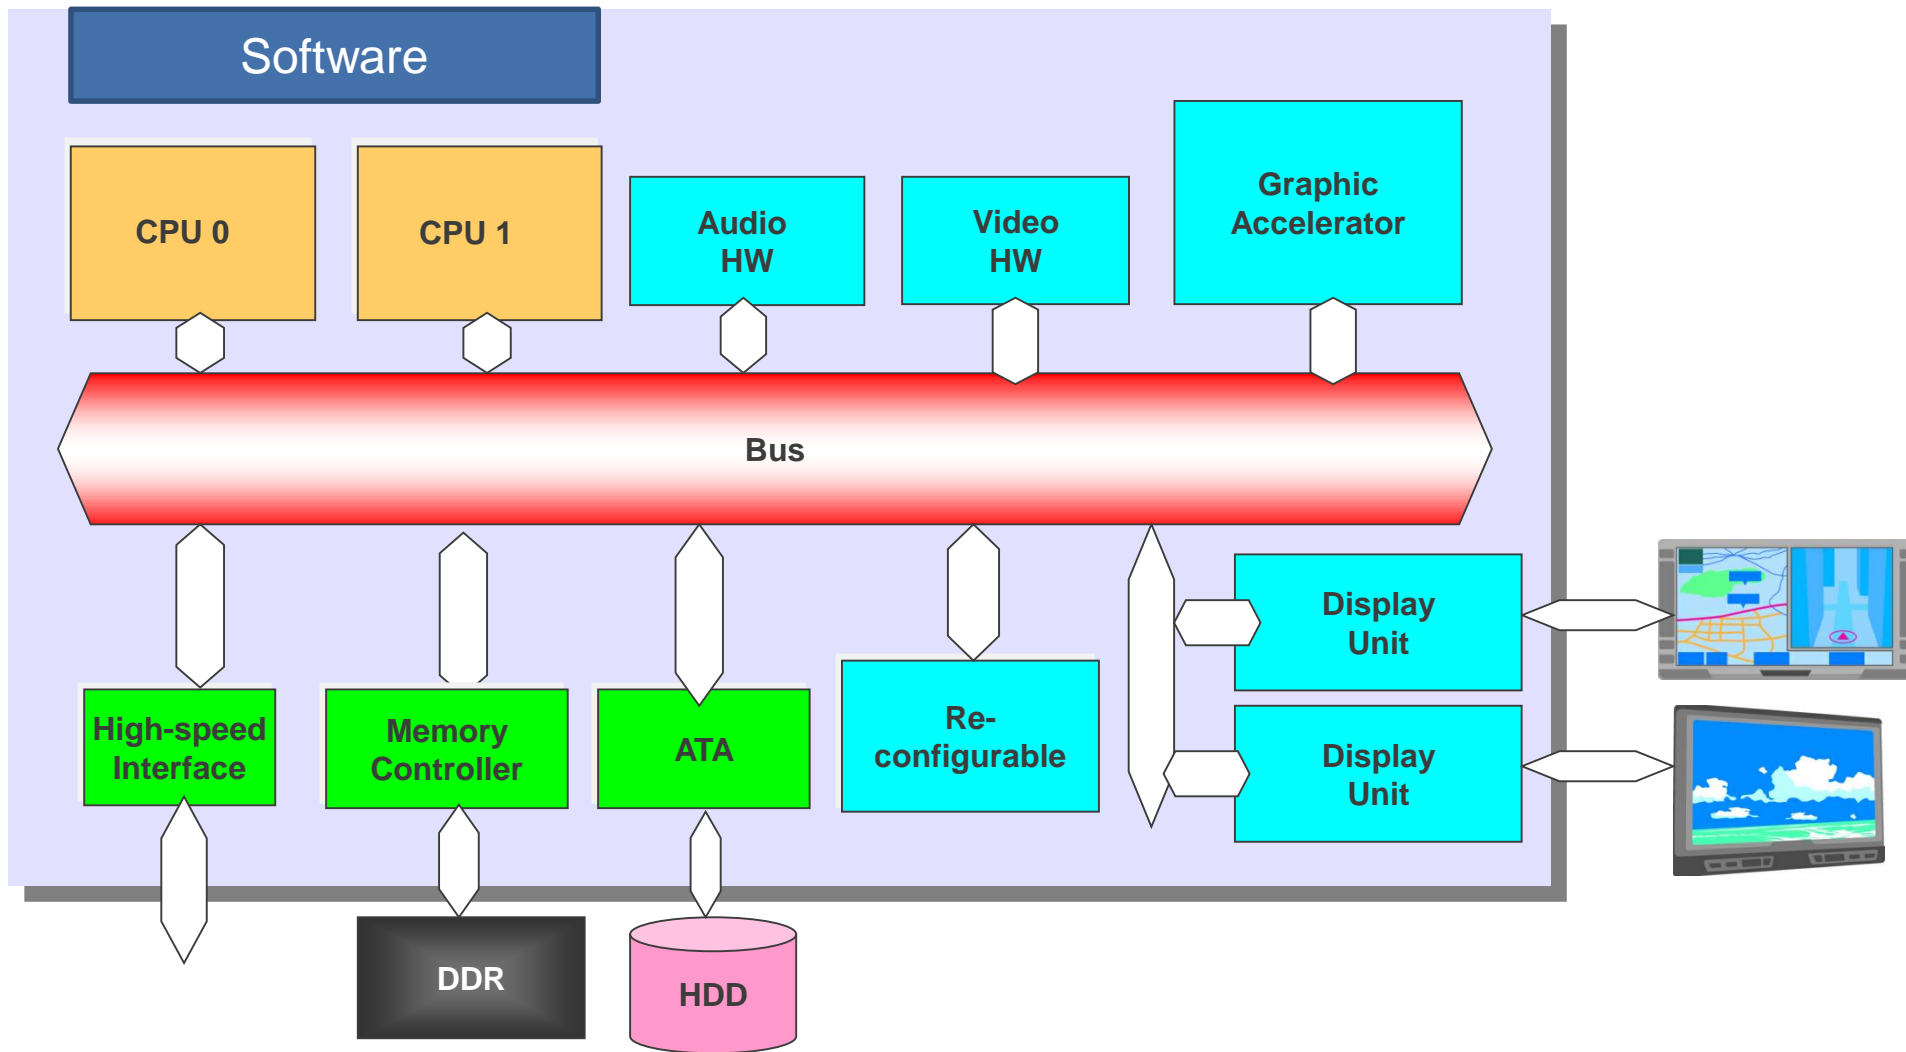 Software
CPU 0
CPU 1
Audio
HW
Video
HW
Graphic
Accelerator
Bus
High-speed
Interface
Memory
Controller
ATA
Re-
configurable
Display
Unit
Display
Unit
DDR
HDD